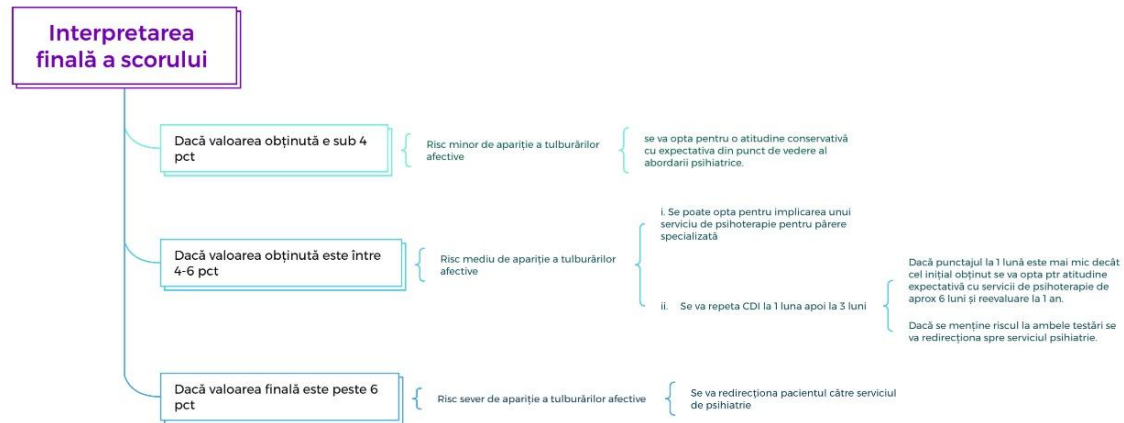 Interpretarea
finală a scorului
Dacă valoarea obținută e sub 4
pct
Risc minor de apariție a tulburărilor
afective
se va opta pentru o atitudine conservativă
cu expectativa din punct de vedere al
abordarii psihiatrice.
Dacă valoarea obținută este între
4-6 pct
Risc mediu de apariție a tulburărilor
afective
i. Se poate opta pentru implicarea unui
serviciu de psihoterapie pentru părere
specializată
ii. Se va repeta CDI la 1 luna apoi la 3 luni
Dacă punctajul la 1 lună este mai mic decât
cel inițial obținut se va opta ptr atitudine
expectativă cu servicii de psihoterapie de
aprox 6 luni și reevaluare la 1 an.
Dacă se menține riscul la ambele testări se
va redirecționa spre serviciul psihiatrie.
Dacă valoarea finală este peste 6
pct
Risc sever de apariție a tulburărilor afective
Se va redirecționa pacientul către serviciul
de psihiatrie